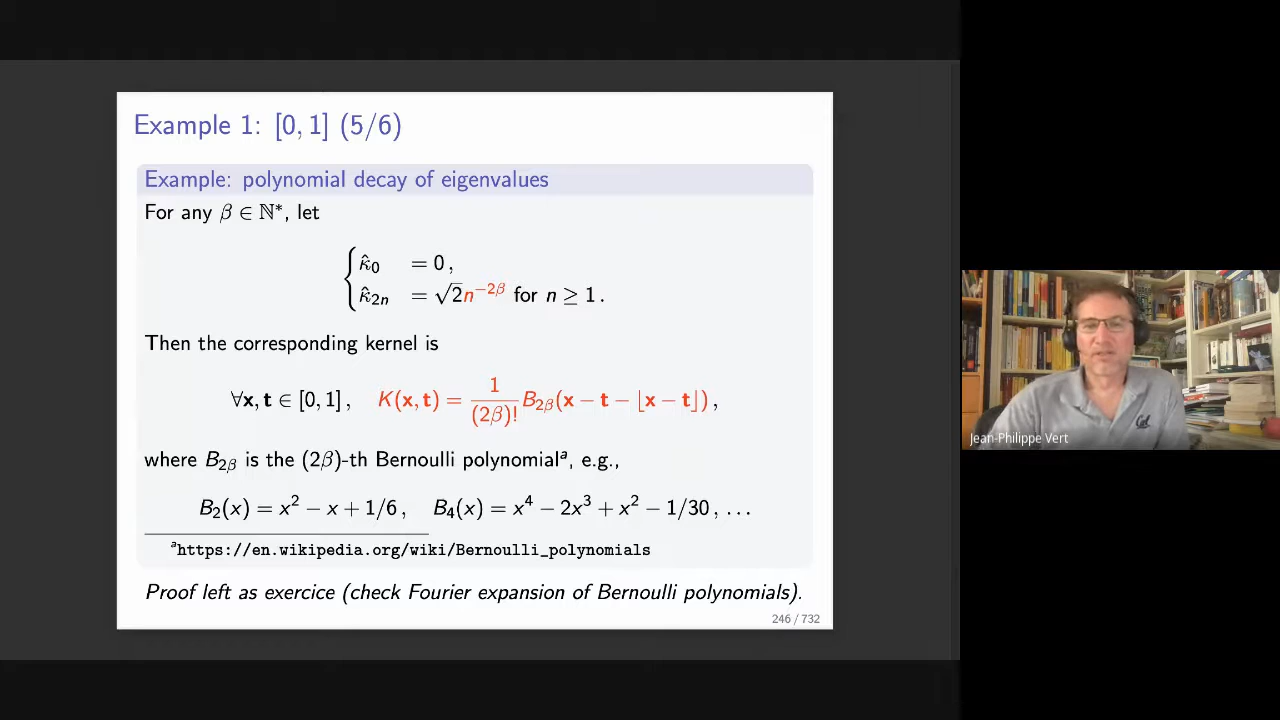 Example 1: [0, 1] (5/6)
Example: polynomial decay of eigenvalues
For any β ∈ ℕ*, let
κ̂₀ = 0 ,
κ̂₂ₙ = √2n⁻²ᵝ for n ≥ 1 .
Then the corresponding kernel is
∀x, t ∈ [0, 1] , K(x, t) = 1/(2β)! B₂ᵦ(x − t − ⌊x − t⌋) ,
where B₂ᵦ is the (2β)-th Bernoulli polynomialᵃ, e.g.,
B₂(x) = x² − x + 1/6 , B₄(x) = x⁴ − 2x³ + x² − 1/30 , ...
ᵃhttps://en.wikipedia.org/wiki/Bernoulli_polynomials
Proof left as exercice (check Fourier expansion of Bernoulli polynomials).
246 / 732
Cal
Jean-Philippe Vert